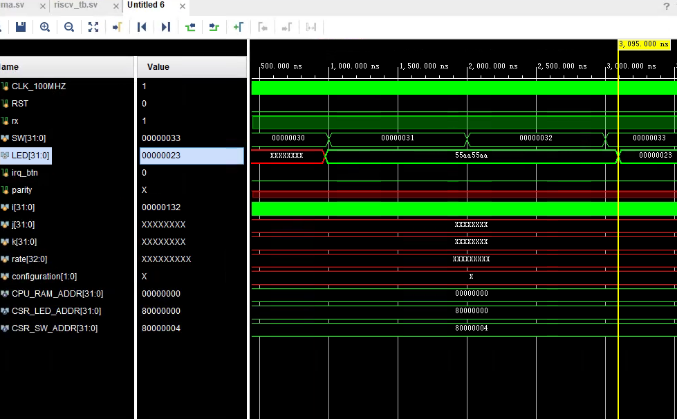 ma.sv × riscv_tb.sv × Untitled 6 ×
?
3,095.000 ns
ame Value
500.000 ns 1,000.000 ns 1,500.000 ns 2,000.000 ns 2,500.000 ns 3,000.000 ns
CLK_100MHZ 1
RST 0
rx 1
SW[31:0] 00000033 00000030 00000031 00000032 00000033
LED[31:0] 00000023 XXXXXXXX 55aa55aa 00000023
irq_btn 0
parity X
i[31:0] 00000132
j[31:0] XXXXXXXX XXXXXXXX
k[31:0] XXXXXXXX XXXXXXXX
rate[32:0] XXXXXXXXX XXXXXXXXX
configuration[1:0] X X
CPU_RAM_ADDR[31:0] 00000000 00000000
CSR_LED_ADDR[31:0] 80000000 80000000
CSR_SW_ADDR[31:0] 80000004 80000004